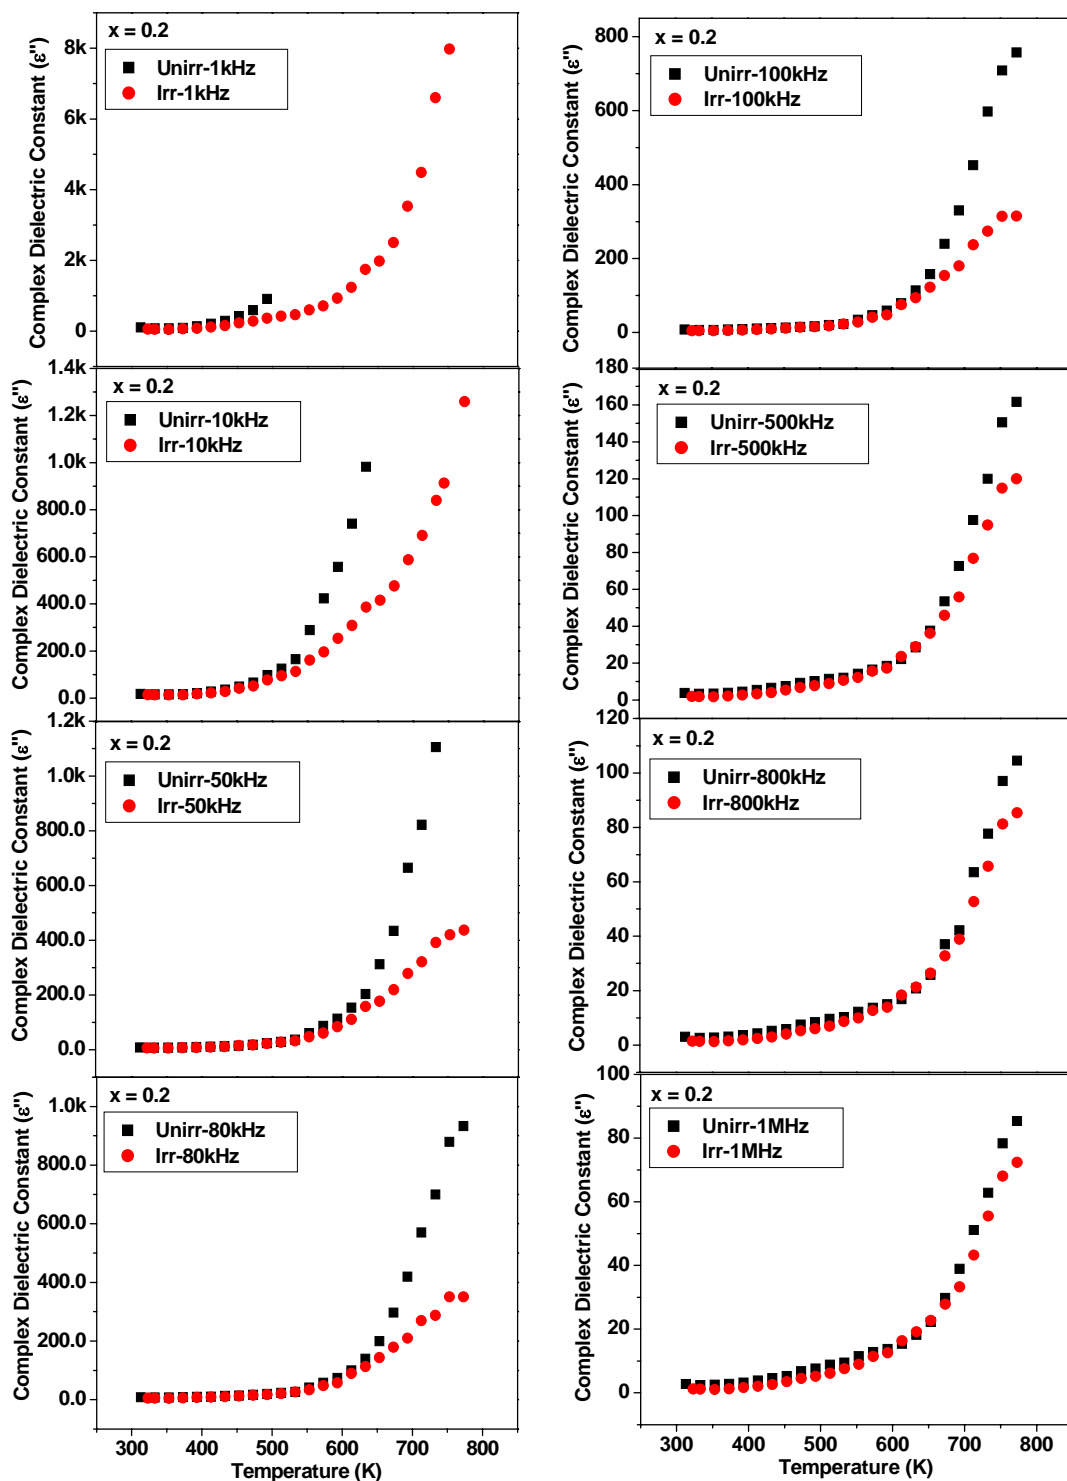 x = 0.2
Unirr-1kHz
Irr-1kHz
8k
6k
4k
2k
0
Complex Dielectric Constant (ε")
x = 0.2
Unirr-10kHz
Irr-10kHz
1.4k
1.2k
1.0k
800.0
600.0
400.0
200.0
0.0
Complex Dielectric Constant (ε")
x = 0.2
Unirr-50kHz
Irr-50kHz
1.2k
1.0k
800.0
600.0
400.0
200.0
0.0
Complex Dielectric Constant (ε")
x = 0.2
Unirr-80kHz
Irr-80kHz
1.0k
800.0
600.0
400.0
200.0
0.0
Complex Dielectric Constant (ε")
300 400 500 600 700 800
Temperature (K)
x = 0.2
Unirr-100kHz
Irr-100kHz
800
600
400
200
0
Complex Dielectric Constant (ε")
x = 0.2
Unirr-500kHz
Irr-500kHz
180
160
140
120
100
80
60
40
20
0
Complex Dielectric Constant (ε")
x = 0.2
Unirr-800kHz
Irr-800kHz
120
100
80
60
40
20
0
Complex Dielectric Constant (ε")
x = 0.2
Unirr-1MHz
Irr-1MHz
100
80
60
40
20
0
Complex Dielectric Constant (ε")
300 400 500 600 700 800
Temperature (K)